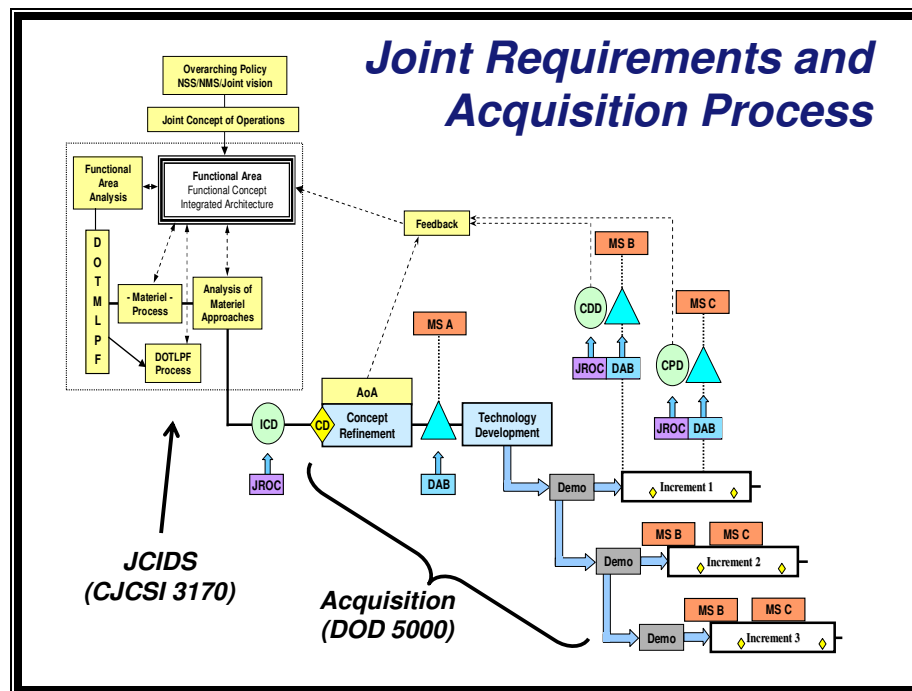 Joint Requirements and
Acquisition Process
Overarching Policy
NSS/NMS/Joint vision
Joint Concept of Operations
Functional
Area
Analysis
Functional Area
Functional Concept
Integrated Architecture
D
O
T
M
L
P
F
- Materiel -
Process
Analysis of
Materiel
Approaches
DOTLPF
Process
Feedback
MS B
CDD
JROC
DAB
MS C
CPD
JROC
DAB
MS A
AoA
ICD
CD
Concept
Refinement
Technology
Development
JROC
DAB
Demo
Increment 1
MS B
MS C
Demo
Increment 2
MS B
MS C
Demo
Increment 3
JCIDS
(CJCSI 3170)
Acquisition
(DOD 5000)